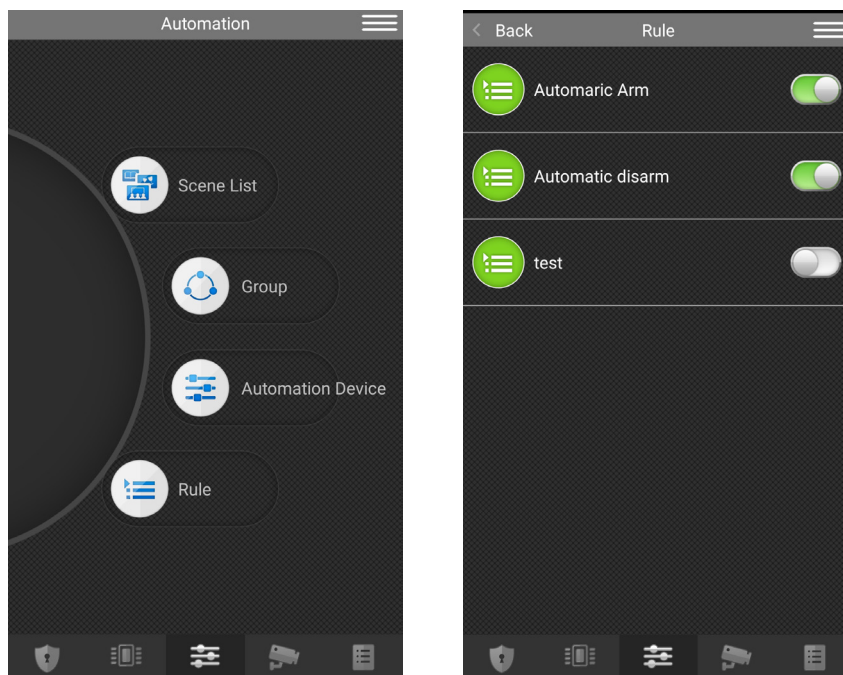 Automation
Scene List
Group
Automation Device
Rule
Back
Rule
Automaric Arm
Automatic disarm
test